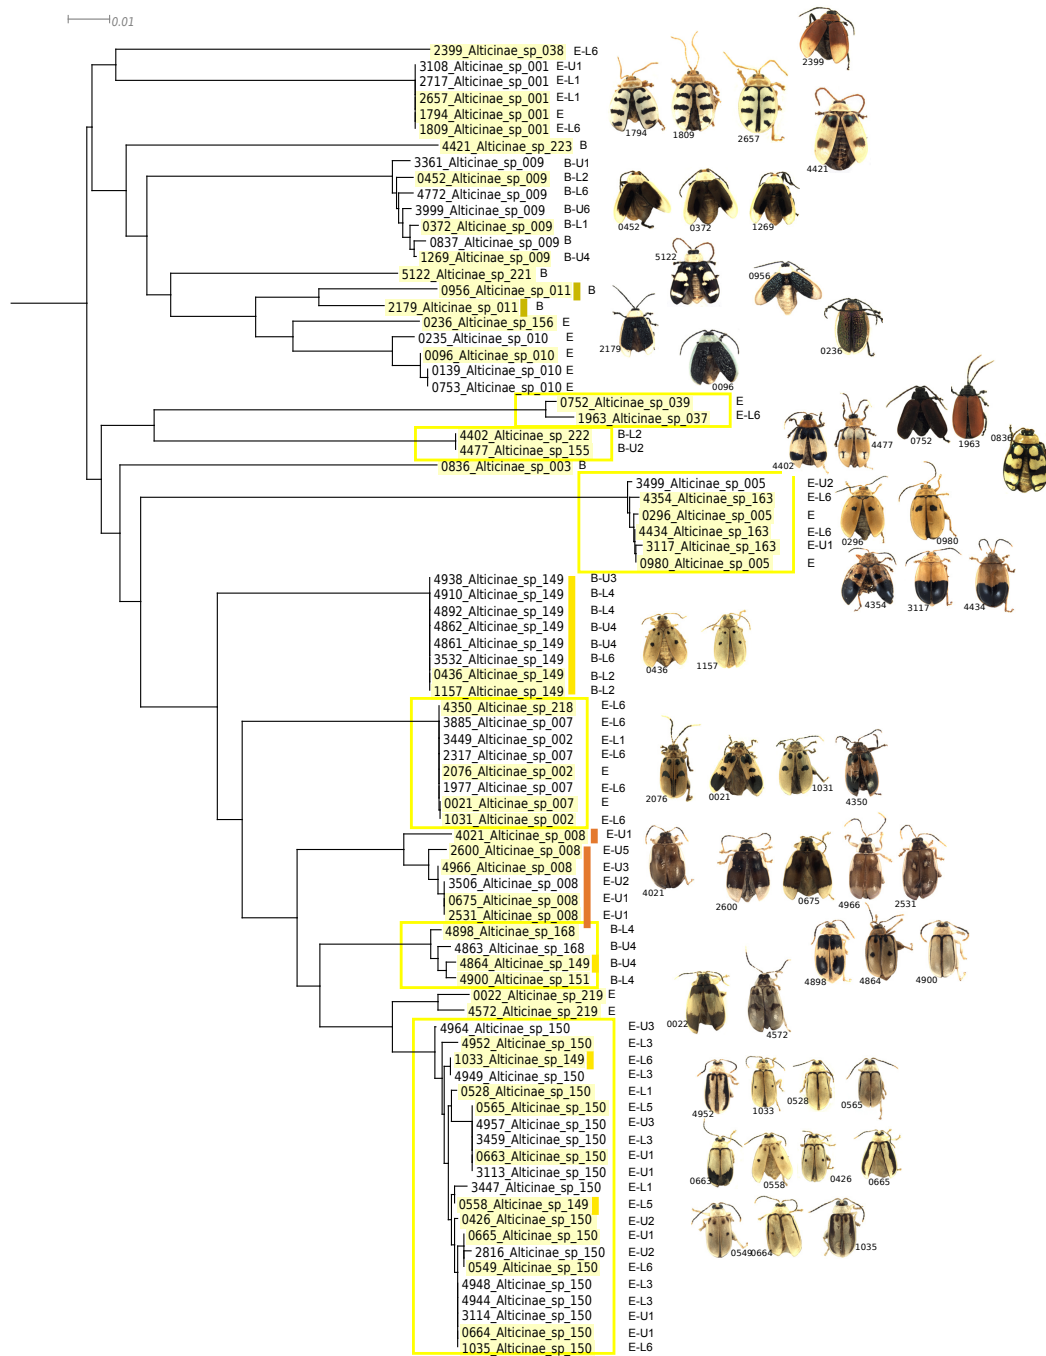 0.01
2399_Alticinae_sp_038 E-L6
3108_Alticinae_sp_001 E-U1
2717_Alticinae_sp_001 E-L1
2657_Alticinae_sp_001 E-L1
1794_Alticinae_sp_001 E
1809_Alticinae_sp_001 E-L6
4421_Alticinae_sp_223 B
3361_Alticinae_sp_009 B-U1
0452_Alticinae_sp_009 B-L2
4772_Alticinae_sp_009 B-L6
3999_Alticinae_sp_009 B-U6
0372_Alticinae_sp_009 B-L1
0837_Alticinae_sp_009 B
1269_Alticinae_sp_009 B-U4
5122_Alticinae_sp_221 B
0956_Alticinae_sp_011 B
2179_Alticinae_sp_011 B
0236_Alticinae_sp_156 E
0235_Alticinae_sp_010 E
0096_Alticinae_sp_010 E
0139_Alticinae_sp_010 E
0753_Alticinae_sp_010 E
0752_Alticinae_sp_039 E
1963_Alticinae_sp_037 E-L6
4402_Alticinae_sp_222 B-L2
4477_Alticinae_sp_155 B-U2
0836_Alticinae_sp_003 B
3499_Alticinae_sp_005 E-U2
4354_Alticinae_sp_163 E-L6
0296_Alticinae_sp_005 E
4434_Alticinae_sp_163 E-L6
3117_Alticinae_sp_163 E-U1
0980_Alticinae_sp_005 E
4938_Alticinae_sp_149 B-U3
4910_Alticinae_sp_149 B-L4
4892_Alticinae_sp_149 B-L4
4862_Alticinae_sp_149 B-U4
4861_Alticinae_sp_149 B-U4
3532_Alticinae_sp_149 B-L6
0436_Alticinae_sp_149 B-L2
1157_Alticinae_sp_149 B-L2
4350_Alticinae_sp_218 E-L6
3885_Alticinae_sp_007 E-L6
3449_Alticinae_sp_002 E-L1
2317_Alticinae_sp_007 E-L6
2076_Alticinae_sp_002 E
1977_Alticinae_sp_007 E-L6
0021_Alticinae_sp_007 E
1031_Alticinae_sp_002 E-L6
4021_Alticinae_sp_008 E-U1
2600_Alticinae_sp_008 E-U5
4966_Alticinae_sp_008 E-U3
3506_Alticinae_sp_008 E-U2
0675_Alticinae_sp_008 E-U1
2531_Alticinae_sp_008 E-U1
4898_Alticinae_sp_168 B-L4
4863_Alticinae_sp_168 B-U4
4864_Alticinae_sp_149 B-U4
4900_Alticinae_sp_151 B-L4
0022_Alticinae_sp_219 E
4572_Alticinae_sp_219 E
4964_Alticinae_sp_150 E-U3
4952_Alticinae_sp_150 E-L3
1033_Alticinae_sp_149 E-L6
4949_Alticinae_sp_150 E-L3
0528_Alticinae_sp_150 E-L1
0565_Alticinae_sp_150 E-L5
4957_Alticinae_sp_150 E-U3
3459_Alticinae_sp_150 E-L3
0663_Alticinae_sp_150 E-U1
3113_Alticinae_sp_150 E-U1
3447_Alticinae_sp_150 E-L1
0558_Alticinae_sp_149 E-L5
0426_Alticinae_sp_150 E-U2
0665_Alticinae_sp_150 E-U1
2816_Alticinae_sp_150 E-U2
0549_Alticinae_sp_150 E-L6
4948_Alticinae_sp_150 E-L3
4944_Alticinae_sp_150 E-L3
3114_Alticinae_sp_150 E-U1
0664_Alticinae_sp_150 E-U1
1035_Alticinae_sp_150 E-L6
2399
1794 1809 2657
4421
0452 0372 1269
5122 0956
2179 0096 0236
4402 4477 0752 1963 0836
0296 0980
4354 3117 4434
0436 1157
2076 0021 1031 4350
4021 2600 0675 4966 2531
4898 4864 4900
0022 4572
4952 1033 0528 0565
0663 0558 0426 0665
0549 0664 1035